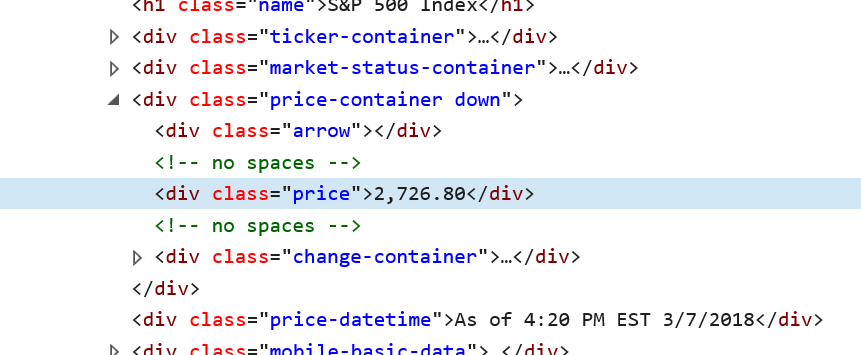 <h1 class="name">S&P 500 Index</h1>
<div class="ticker-container">…</div>
<div class="market-status-container">…</div>
<div class="price-container down">
<div class="arrow"></div>
<!-- no spaces -->
<div class="price">2,726.80</div>
<!-- no spaces -->
<div class="change-container">…</div>
</div>
<div class="price-datetime">As of 4:20 PM EST 3/7/2018</div>
<div class="mobile-basic-data">…</div>